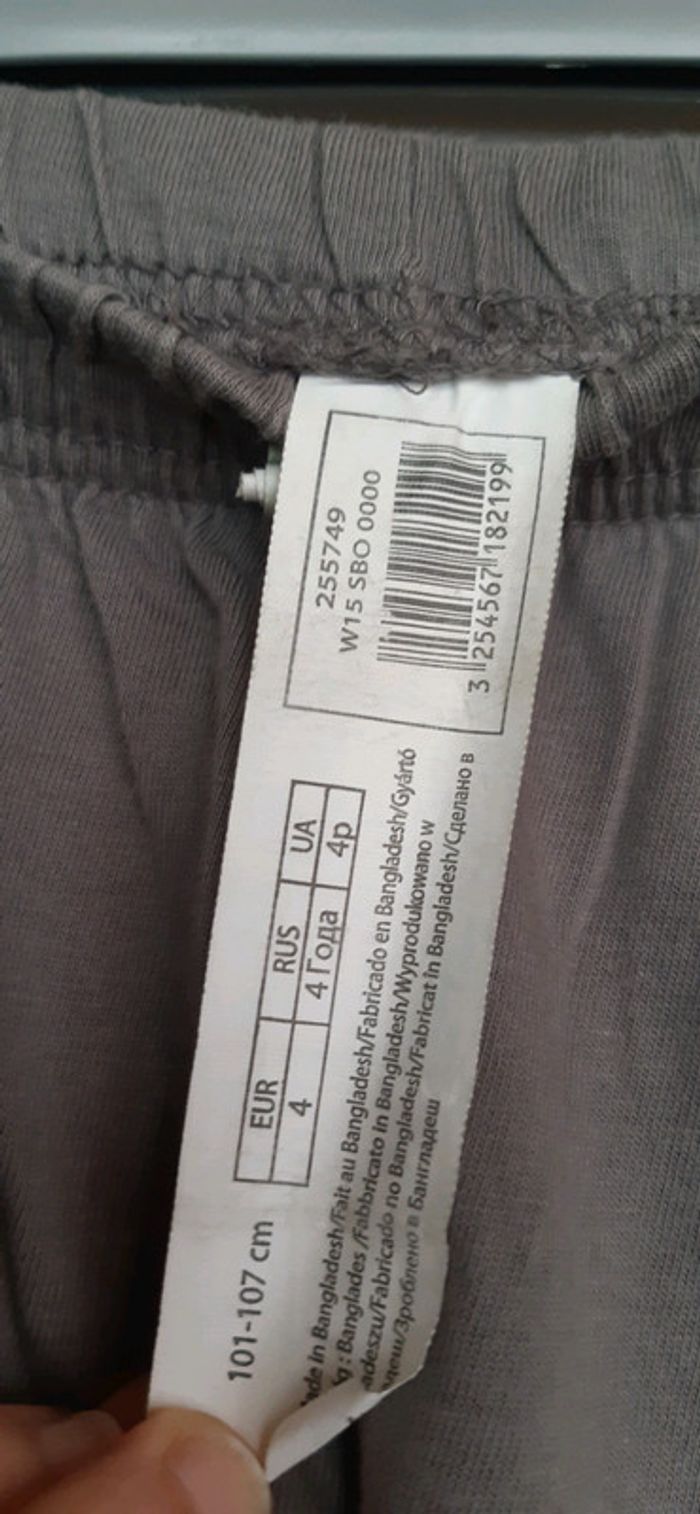 101-107 cm
EUR RUS UA
4 4 Года 4р
ade in Bangladesh/Fait au Bangladesh/Fabricado en Bangladesh/Gyártó
g : Banglades /Fabbricato in Bangladesh/Wyprodukowano w
adeszu/Fabricado no Bangladesh/Fabricat in Bangladesh/Сделано в
деш/Зроблено в Бангладеш
255749
W15 SBO 0000
3 254567 182199